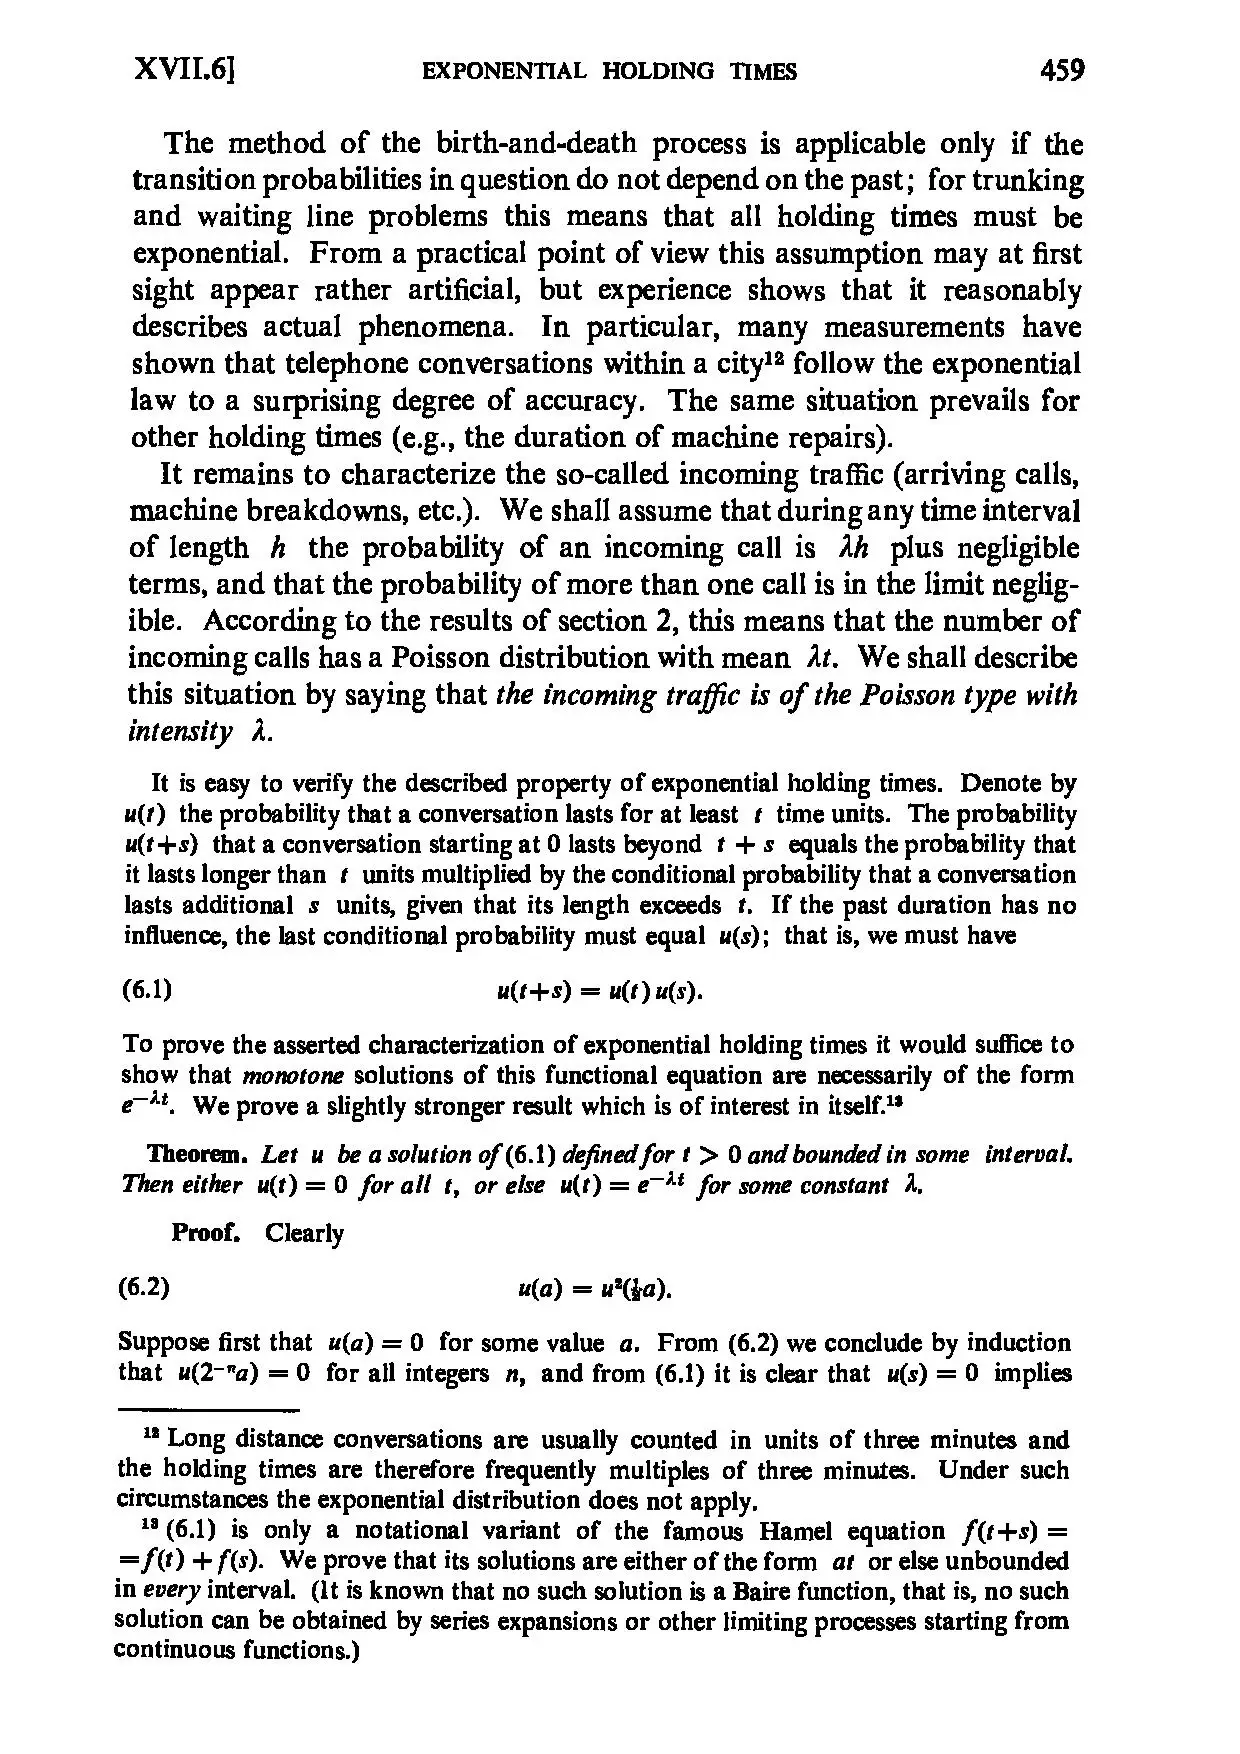 XVII.6] EXPONENTIAL HOLDING TIMES 459
The method of the birth-and-death process is applicable only if the
transition probabilities in question do not depend on the past; for trunking
and waiting line problems this means that all holding times must be
exponential. From a practical point of view this assumption may at first
sight appear rather artificial, but experience shows that it reasonably
describes actual phenomena. In particular, many measurements have
shown that telephone conversations within a city¹² follow the exponential
law to a surprising degree of accuracy. The same situation prevails for
other holding times (e.g., the duration of machine repairs).
It remains to characterize the so-called incoming traffic (arriving calls,
machine breakdowns, etc.). We shall assume that during any time interval
of length h the probability of an incoming call is λh plus negligible
terms, and that the probability of more than one call is in the limit neglig-
ible. According to the results of section 2, this means that the number of
incoming calls has a Poisson distribution with mean λt. We shall describe
this situation by saying that the incoming traffic is of the Poisson type with
intensity λ.
It is easy to verify the described property of exponential holding times. Denote by
u(t) the probability that a conversation lasts for at least t time units. The probability
u(t+s) that a conversation starting at 0 lasts beyond t + s equals the probability that
it lasts longer than t units multiplied by the conditional probability that a conversation
lasts additional s units, given that its length exceeds t. If the past duration has no
influence, the last conditional probability must equal u(s); that is, we must have
(6.1) u(t+s) = u(t) u(s).
To prove the asserted characterization of exponential holding times it would suffice to
show that monotone solutions of this functional equation are necessarily of the form
e⁻λᵗ. We prove a slightly stronger result which is of interest in itself.¹³
Theorem. Let u be a solution of (6.1) defined for t > 0 and bounded in some interval.
Then either u(t) = 0 for all t, or else u(t) = e⁻λᵗ for some constant λ.
Proof. Clearly
(6.2) u(a) = u²(½a).
Suppose first that u(a) = 0 for some value a. From (6.2) we conclude by induction
that u(2⁻ⁿa) = 0 for all integers n, and from (6.1) it is clear that u(s) = 0 implies
¹² Long distance conversations are usually counted in units of three minutes and
the holding times are therefore frequently multiples of three minutes. Under such
circumstances the exponential distribution does not apply.
¹³ (6.1) is only a notational variant of the famous Hamel equation f(t+s) =
=f(t) + f(s). We prove that its solutions are either of the form at or else unbounded
in every interval. (It is known that no such solution is a Baire function, that is, no such
solution can be obtained by series expansions or other limiting processes starting from
continuous functions.)